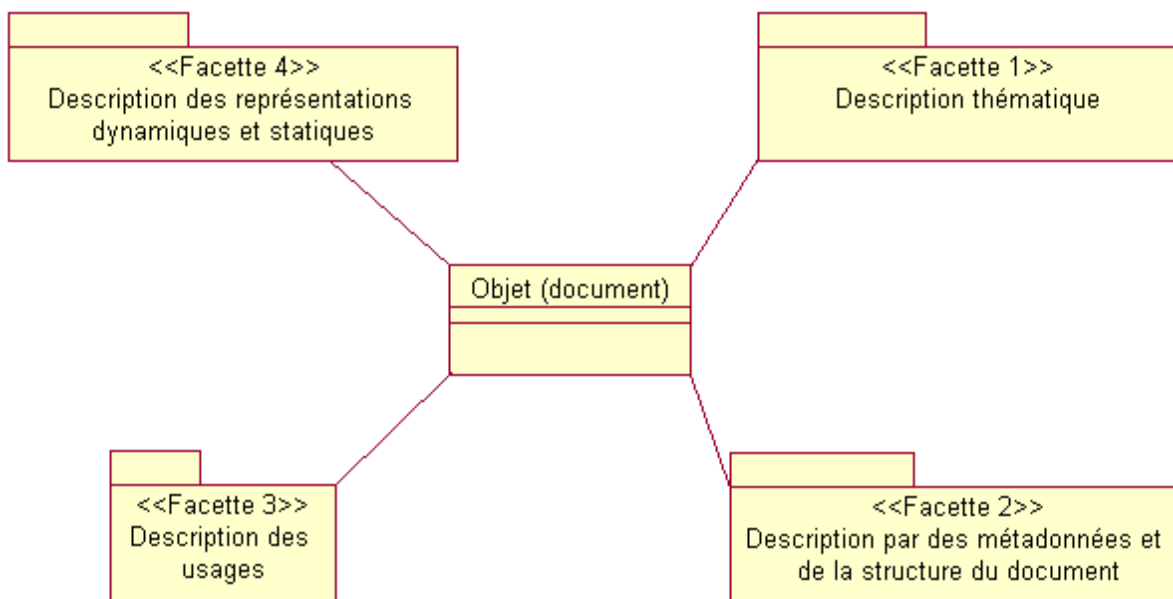 <<Facette 4>>
Description des représentations
dynamiques et statiques
<<Facette 1>>
Description thématique
Objet (document)
<<Facette 3>>
Description des
usages
<<Facette 2>>
Description par des métadonnées et
de la structure du document